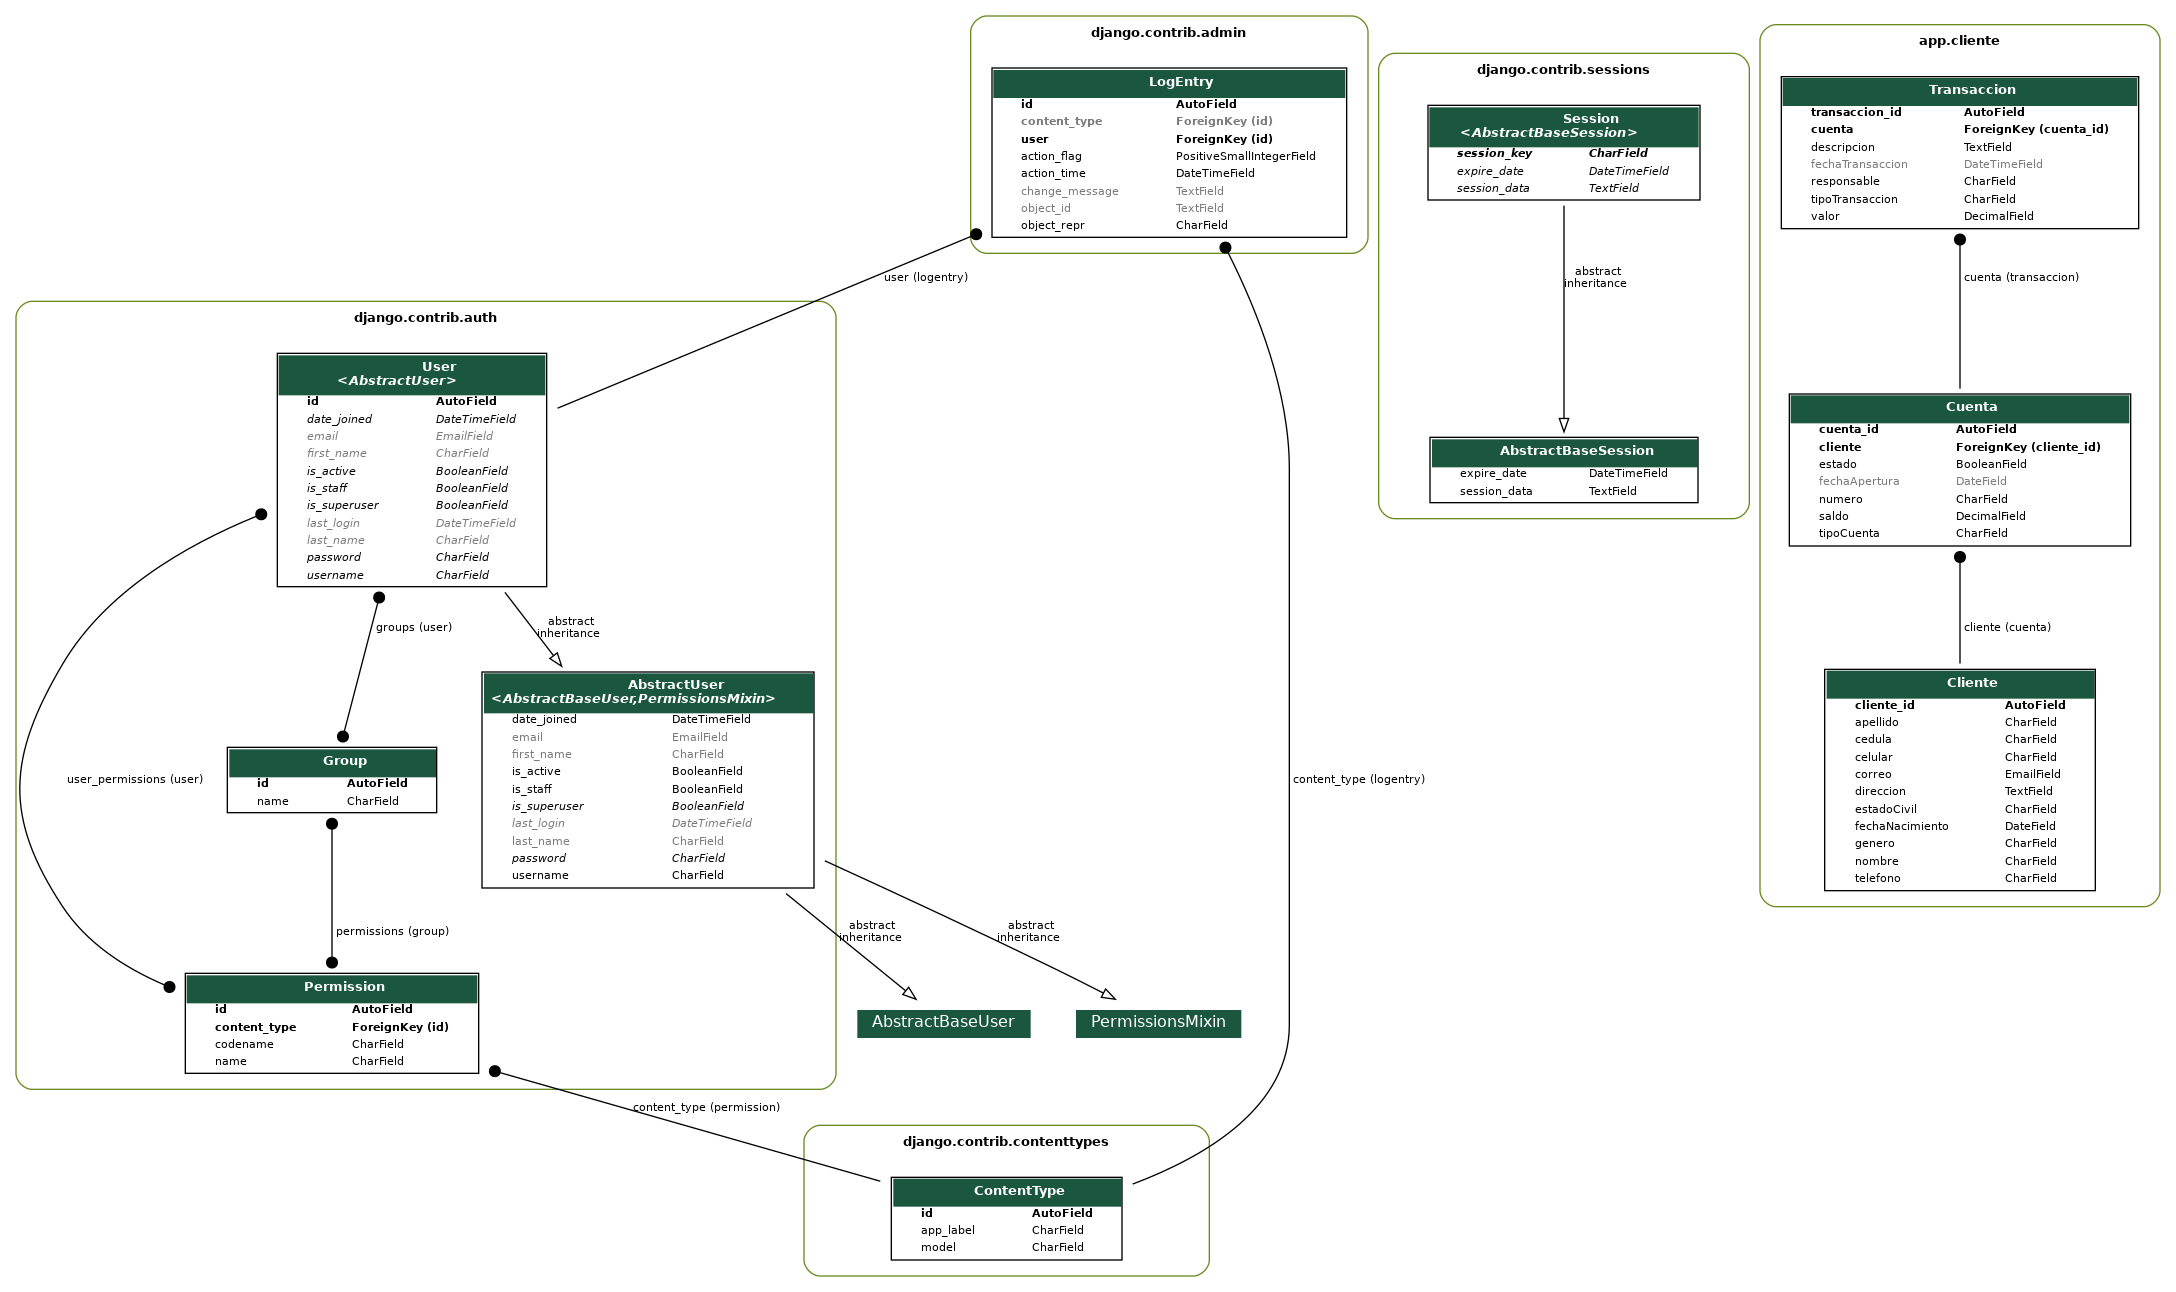 django.contrib.admin
LogEntry
id AutoField
content_type ForeignKey (id)
user ForeignKey (id)
action_flag PositiveSmallIntegerField
action_time DateTimeField
change_message TextField
object_id TextField
object_repr CharField
django.contrib.sessions
Session
<AbstractBaseSession>
session_key CharField
expire_date DateTimeField
session_data TextField
abstract
inheritance
AbstractBaseSession
expire_date DateTimeField
session_data TextField
app.cliente
Transaccion
transaccion_id AutoField
cuenta ForeignKey (cuenta_id)
descripcion TextField
fechaTransaccion DateTimeField
responsable CharField
tipoTransaccion CharField
valor DecimalField
cuenta (transaccion)
Cuenta
cuenta_id AutoField
cliente ForeignKey (cliente_id)
estado BooleanField
fechaApertura DateField
numero CharField
saldo DecimalField
tipoCuenta CharField
cliente (cuenta)
Cliente
cliente_id AutoField
apellido CharField
cedula CharField
celular CharField
correo EmailField
direccion TextField
estadoCivil CharField
fechaNacimiento DateField
genero CharField
nombre CharField
telefono CharField
user (logentry)
django.contrib.auth
User
<AbstractUser>
id AutoField
date_joined DateTimeField
email EmailField
first_name CharField
is_active BooleanField
is_staff BooleanField
is_superuser BooleanField
last_login DateTimeField
last_name CharField
password CharField
username CharField
groups (user)
abstract
inheritance
AbstractUser
<AbstractBaseUser,PermissionsMixin>
date_joined DateTimeField
email EmailField
first_name CharField
is_active BooleanField
is_staff BooleanField
is_superuser BooleanField
last_login DateTimeField
last_name CharField
password CharField
username CharField
user_permissions (user)
Group
id AutoField
name CharField
content_type (logentry)
permissions (group)
abstract
inheritance
abstract
inheritance
Permission
id AutoField
content_type ForeignKey (id)
codename CharField
name CharField
AbstractBaseUser
PermissionsMixin
content_type (permission)
django.contrib.contenttypes
ContentType
id AutoField
app_label CharField
model CharField